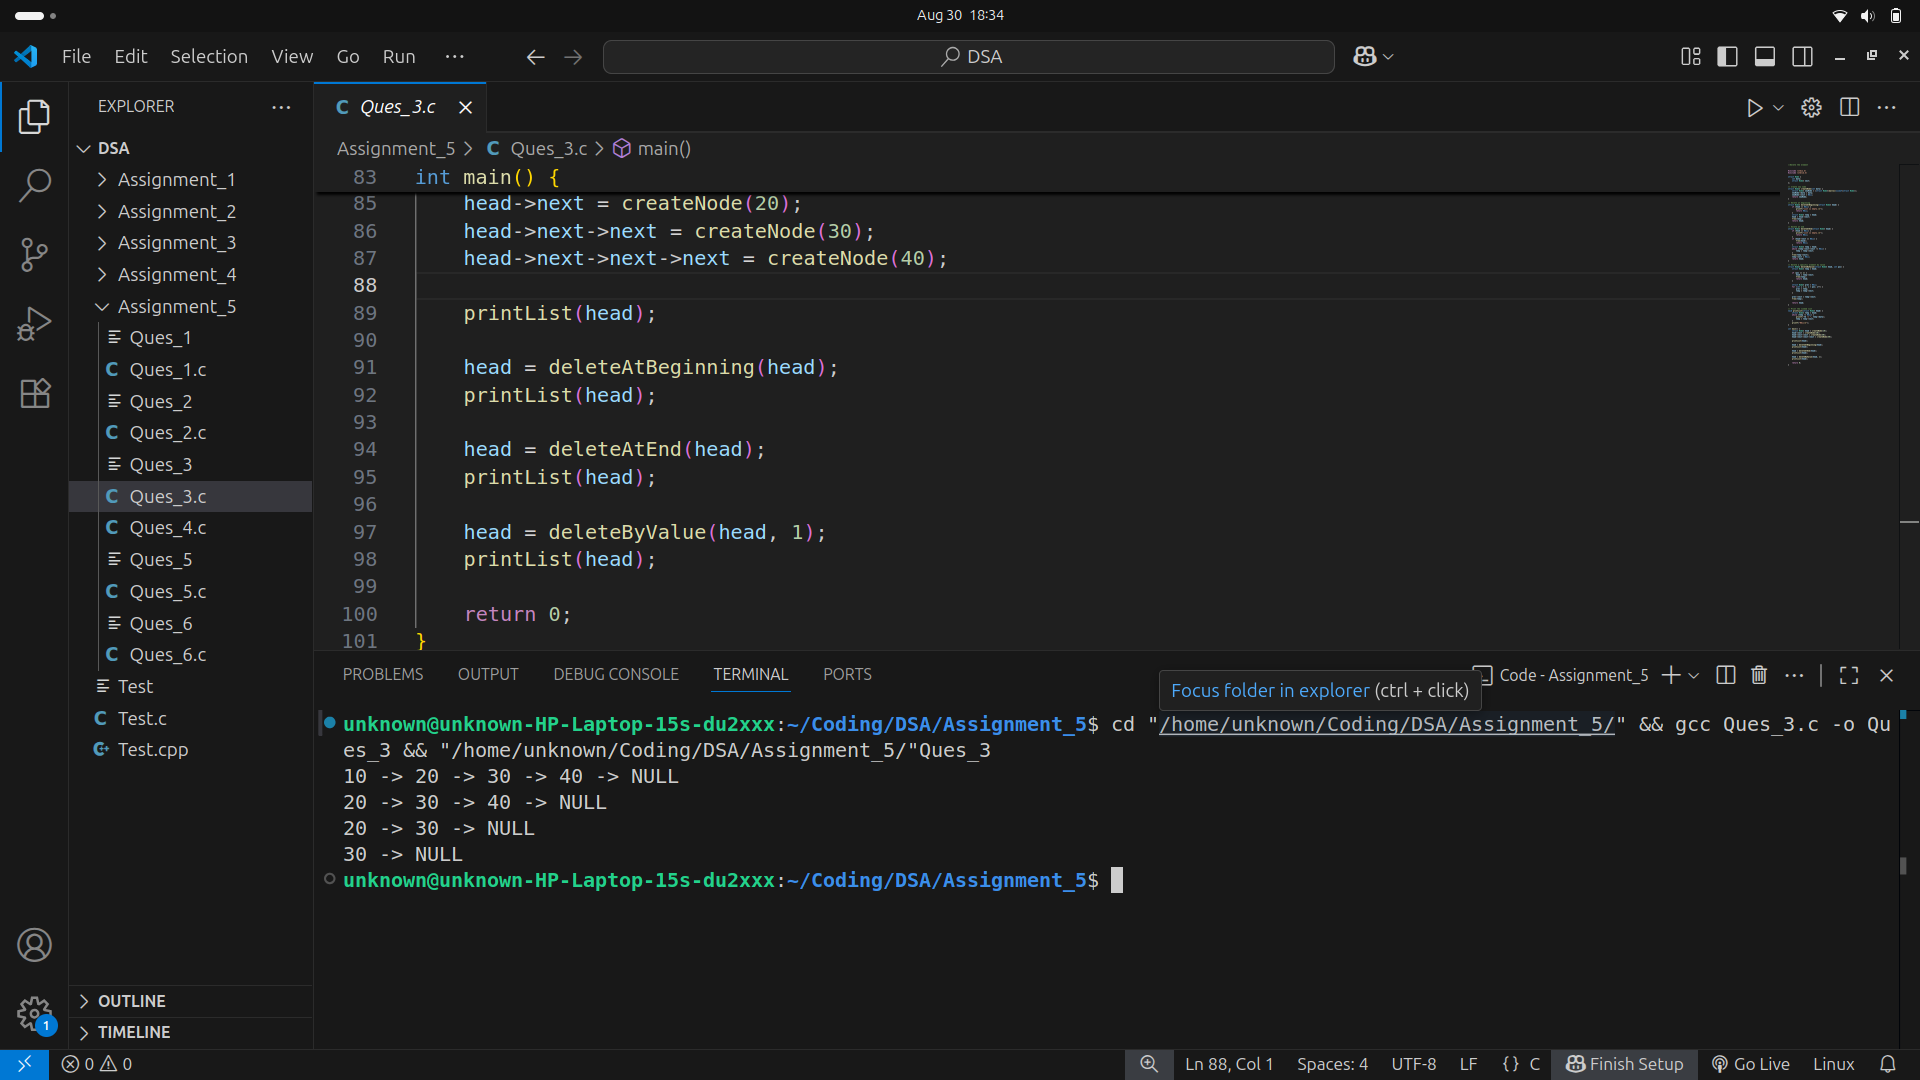 Aug 30 18:34
File Edit Selection View Go Run ···
DSA
EXPLORER ···
DSA
Assignment_1
Assignment_2
Assignment_3
Assignment_4
Assignment_5
Ques_1
C Ques_1.c
Ques_2
C Ques_2.c
Ques_3
C Ques_3.c
C Ques_4.c
Ques_5
C Ques_5.c
Ques_6
C Ques_6.c
Test
C Test.c
Test.cpp
OUTLINE
TIMELINE
1
C Ques_3.c
Assignment_5 > C Ques_3.c > main()
83 int main() {
85 head->next = createNode(20);
86 head->next->next = createNode(30);
87 head->next->next->next = createNode(40);
88
89 printList(head);
90
91 head = deleteAtBeginning(head);
92 printList(head);
93
94 head = deleteAtEnd(head);
95 printList(head);
96
97 head = deleteByValue(head, 1);
98 printList(head);
99
100 return 0;
101 }
PROBLEMS OUTPUT DEBUG CONSOLE TERMINAL PORTS
Code - Assignment_5
Focus folder in explorer (ctrl + click)
unknown@unknown-HP-Laptop-15s-du2xxx:~/Coding/DSA/Assignment_5$ cd "/home/unknown/Coding/DSA/Assignment_5/" && gcc Ques_3.c -o Qu
es_3 && "/home/unknown/Coding/DSA/Assignment_5/"Ques_3
10 -> 20 -> 30 -> 40 -> NULL
20 -> 30 -> 40 -> NULL
20 -> 30 -> NULL
30 -> NULL
unknown@unknown-HP-Laptop-15s-du2xxx:~/Coding/DSA/Assignment_5$
0 0
Ln 88, Col 1 Spaces: 4 UTF-8 LF {} C Finish Setup Go Live Linux